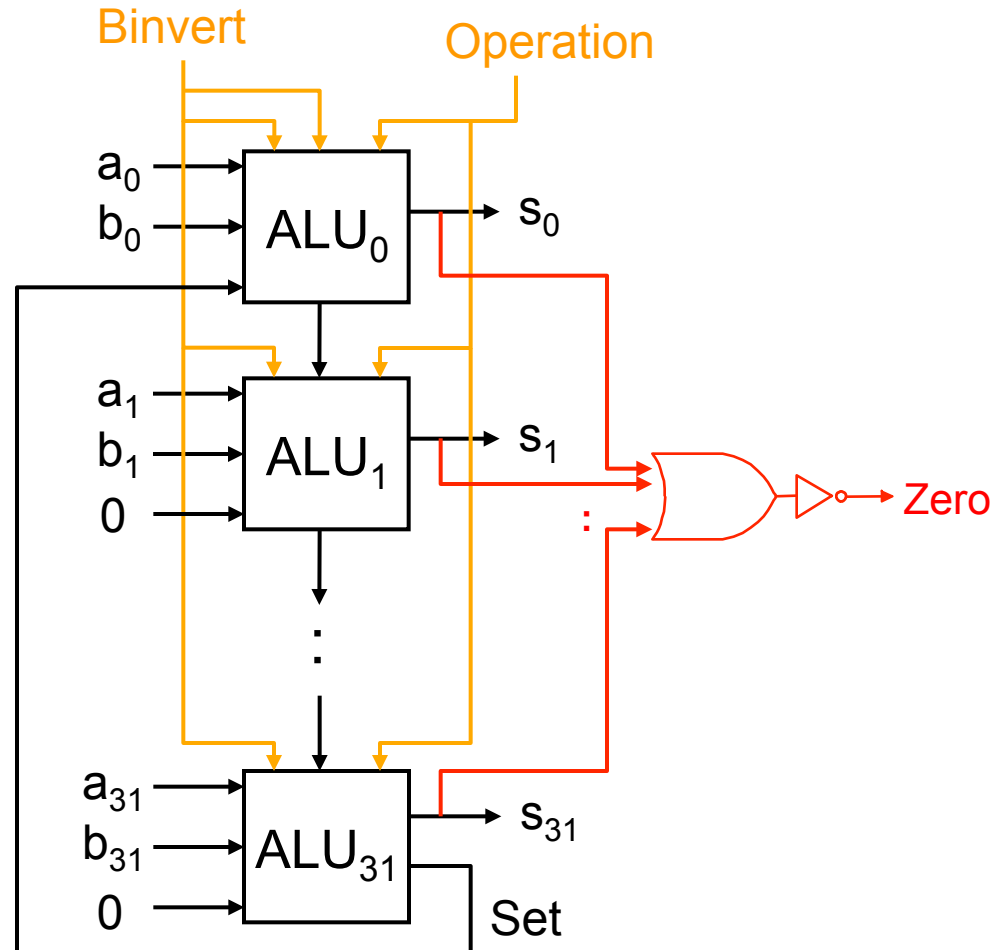 Binvert
Operation
a₀
b₀
ALU₀
s₀
a₁
b₁
0
ALU₁
s₁
:
Zero
:
a₃₁
b₃₁
0
ALU₃₁
s₃₁
Set